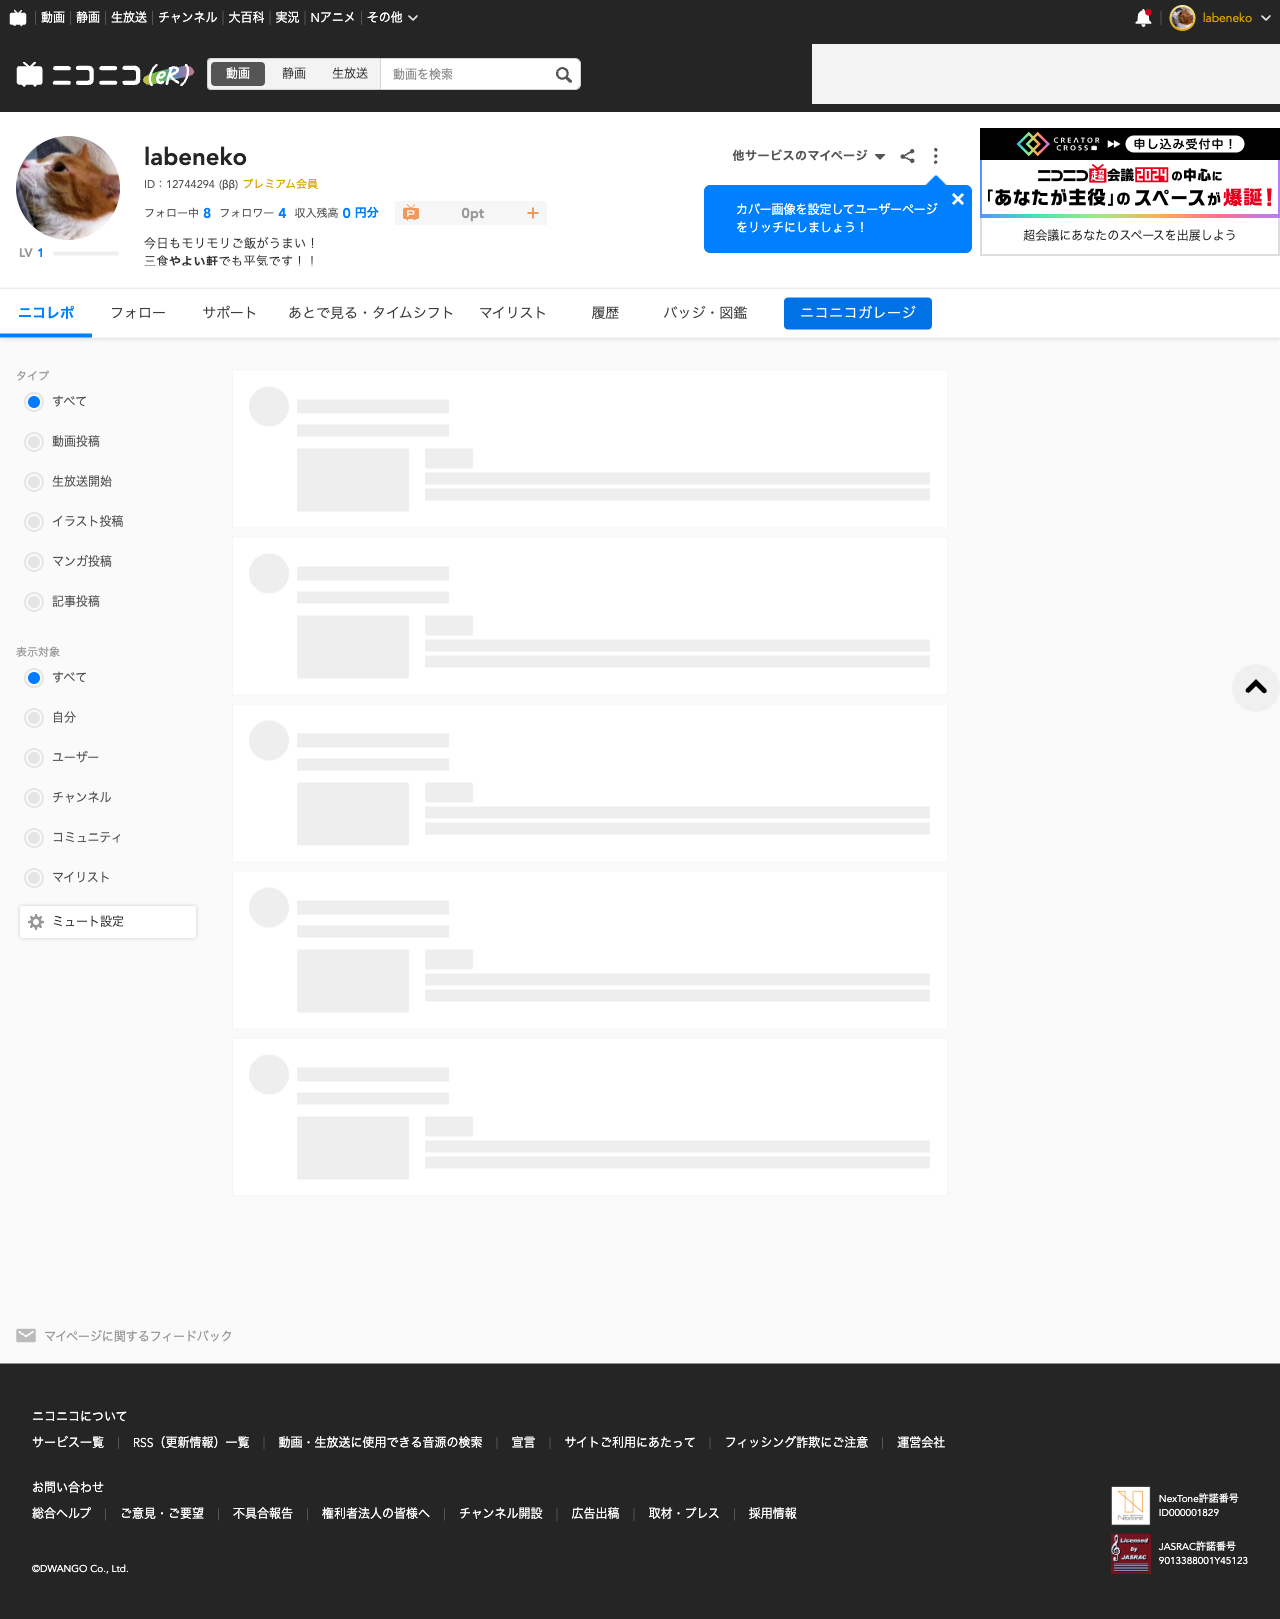 動画 静画 生放送 チャンネル 大百科 実況 Nアニメ その他 labeneko
ニコニコ(eR) 動画 静画 生放送 動画を検索
labeneko
ID：12744294 (ββ) プレミアム会員
フォロー中 8 フォロワー 4 収入残高 0 円分 0pt
今日もモリモリご飯がうまい！
三食やよい軒でも平気です！！
LV 1
他サービスのマイページ
カバー画像を設定してユーザーページ
をリッチにしましょう！
CREATOR CROSS 申し込み受付中！
ニコニコ超会議2024の中心に
「あなたが主役」のスペースが爆誕！
超会議にあなたのスペースを出展しよう
ニコレポ フォロー サポート あとで見る・タイムシフト マイリスト 履歴 バッジ・図鑑 ニコニコガレージ
タイプ
すべて
動画投稿
生放送開始
イラスト投稿
マンガ投稿
記事投稿
表示対象
すべて
自分
ユーザー
チャンネル
コミュニティ
マイリスト
ミュート設定
マイページに関するフィードバック
ニコニコについて
サービス一覧 RSS（更新情報）一覧 動画・生放送に使用できる音源の検索 宣言 サイトご利用にあたって フィッシング詐欺にご注意 運営会社
お問い合わせ
総合ヘルプ ご意見・ご要望 不具合報告 権利者法人の皆様へ チャンネル開設 広告出稿 取材・プレス 採用情報
©DWANGO Co., Ltd.
NexTone
NexTone許諾番号
ID000001829
Licensed
by
JASRAC
JASRAC許諾番号
9013388001Y45123